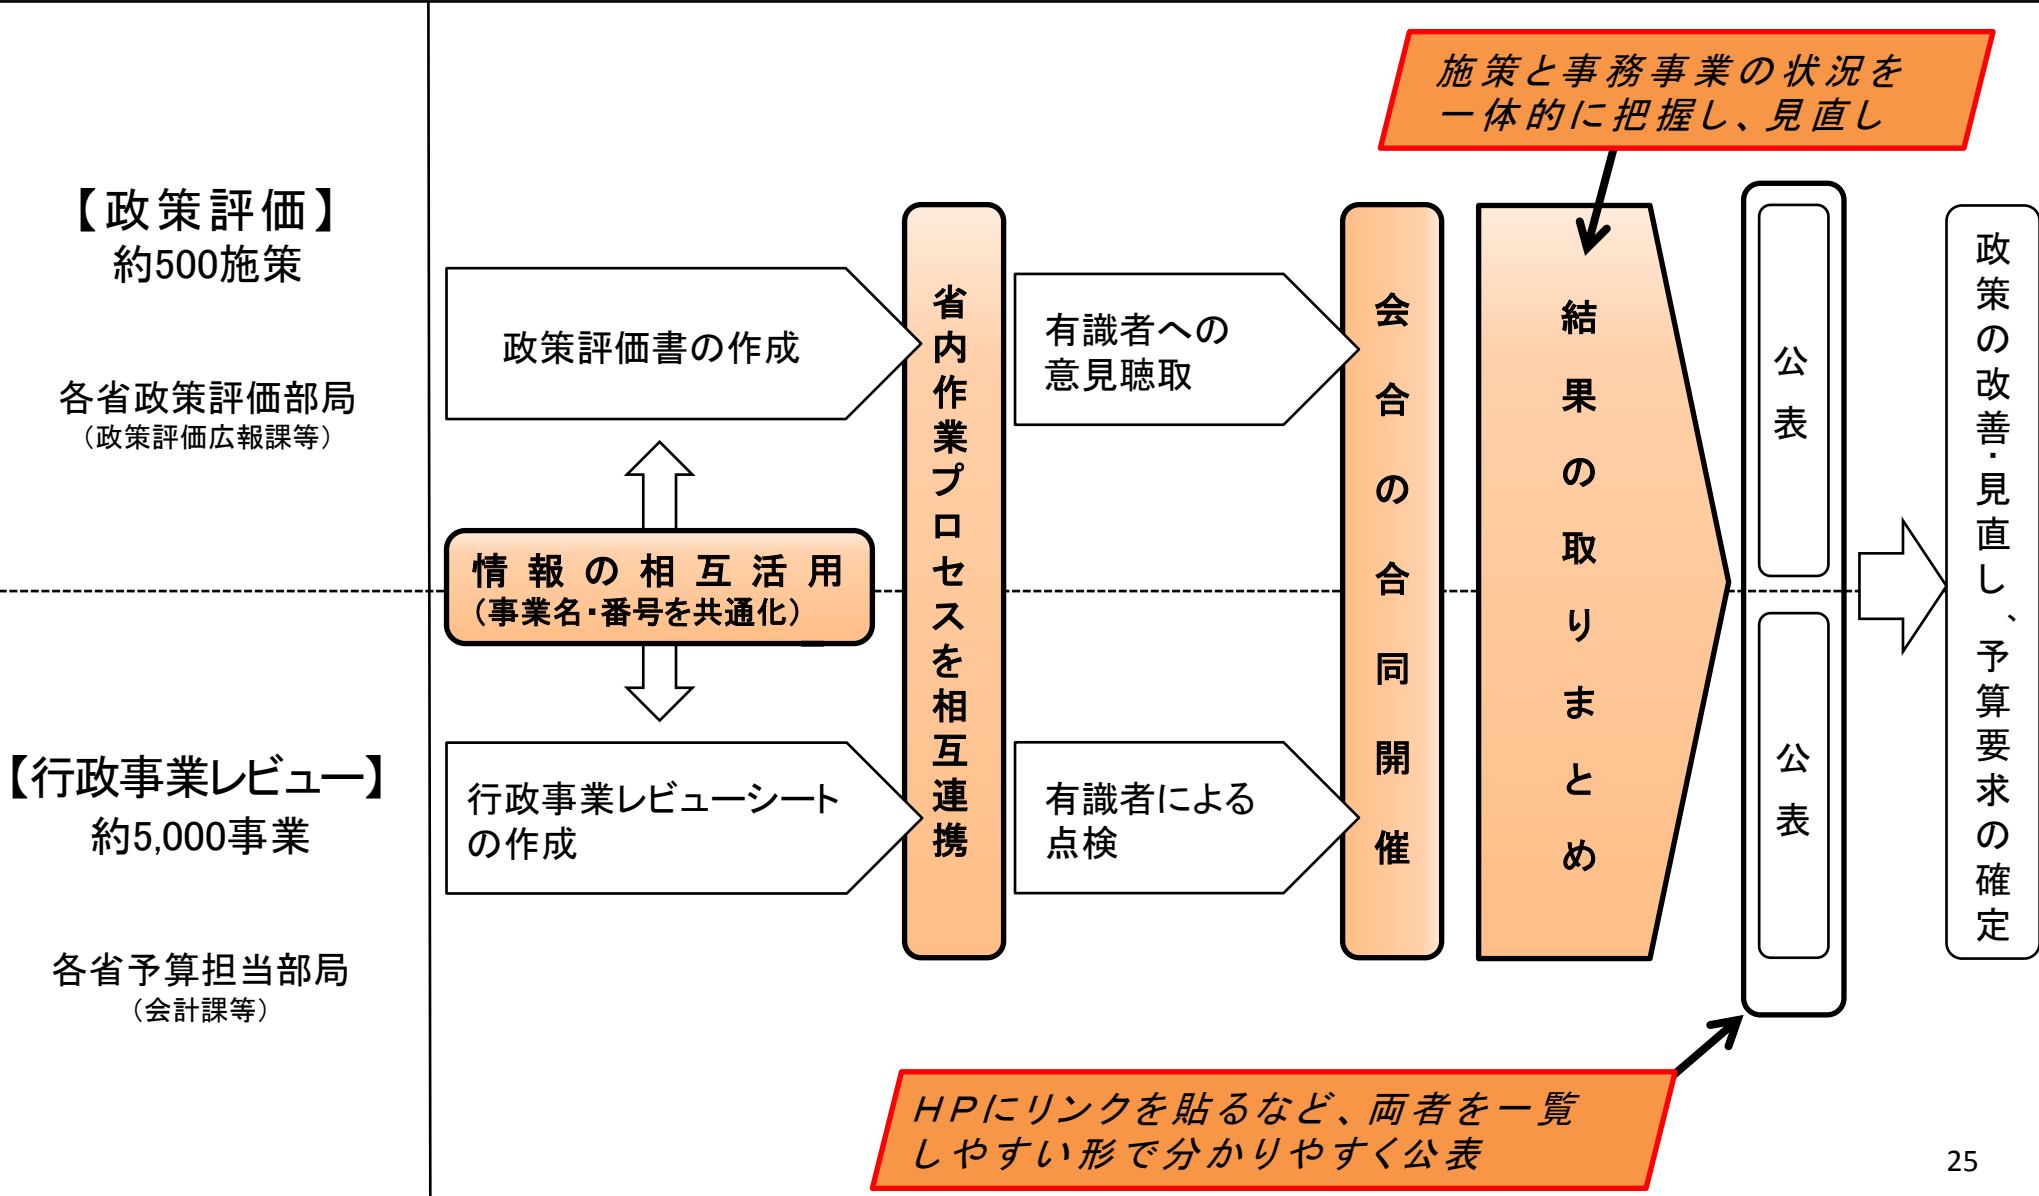 施策と事務事業の状況を
一体的に把握し、見直し
【政策評価】
約500施策
各省政策評価部局
（政策評価広報課等）
政策評価書の作成
省内作業プロセスを相互連携
有識者への
意見聴取
会合の合同開催
結果の取りまとめ
公表
政策の改善・見直し、予算要求の確定
情報の相互活用
（事業名・番号を共通化）
【行政事業レビュー】
約5,000事業
各省予算担当部局
（会計課等）
行政事業レビューシート
の作成
有識者による
点検
公表
HPにリンクを貼るなど、両者を一覧
しやすい形で分かりやすく公表
25